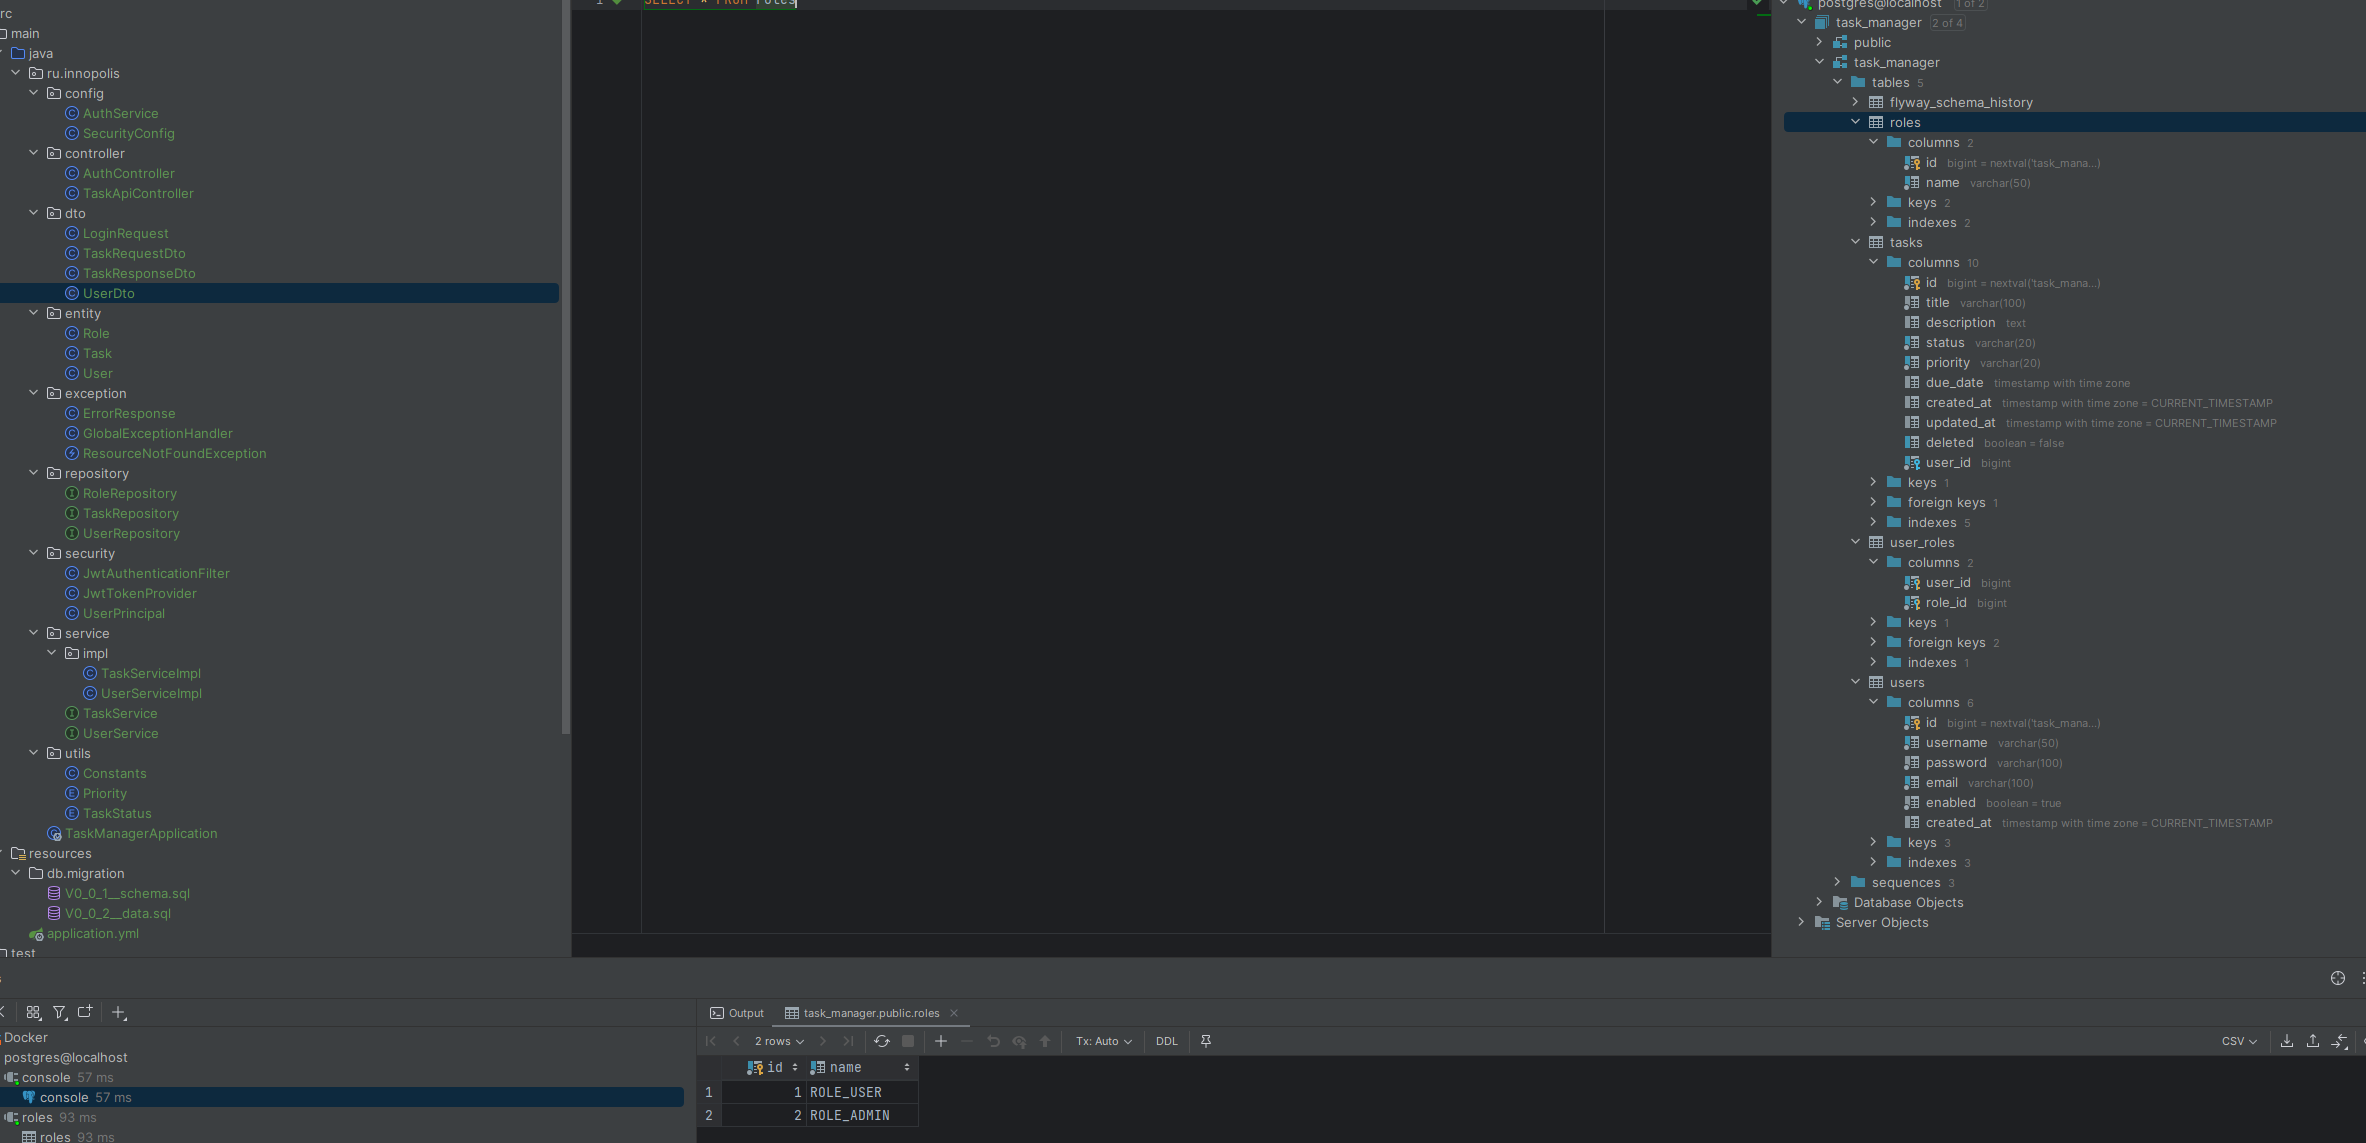 rc
main
java
ru.innopolis
config
AuthService
SecurityConfig
controller
AuthController
TaskApiController
dto
LoginRequest
TaskRequestDto
TaskResponseDto
UserDto
entity
Role
Task
User
exception
ErrorResponse
GlobalExceptionHandler
ResourceNotFoundException
repository
RoleRepository
TaskRepository
UserRepository
security
JwtAuthenticationFilter
JwtTokenProvider
UserPrincipal
service
impl
TaskServiceImpl
UserServiceImpl
TaskService
UserService
utils
Constants
Priority
TaskStatus
TaskManagerApplication
resources
db.migration
V0_0_1__schema.sql
V0_0_2__data.sql
application.yml
test
1 SELECT * FROM roles
postgres@localhost 1 of 2
task_manager 2 of 4
public
task_manager
tables 5
flyway_schema_history
roles
columns 2
id bigint = nextval('task_mana...)
name varchar(50)
keys 2
indexes 2
tasks
columns 10
id bigint = nextval('task_mana...)
title varchar(100)
description text
status varchar(20)
priority varchar(20)
due_date timestamp with time zone
created_at timestamp with time zone = CURRENT_TIMESTAMP
updated_at timestamp with time zone = CURRENT_TIMESTAMP
deleted boolean = false
user_id bigint
keys 1
foreign keys 1
indexes 5
user_roles
columns 2
user_id bigint
role_id bigint
keys 1
foreign keys 2
indexes 1
users
columns 6
id bigint = nextval('task_mana...)
username varchar(50)
password varchar(100)
email varchar(100)
enabled boolean = true
created_at timestamp with time zone = CURRENT_TIMESTAMP
keys 3
indexes 3
sequences 3
Database Objects
Server Objects
Docker
postgres@localhost
console 57 ms
console 57 ms
roles 93 ms
roles 93 ms
Output task_manager.public.roles
2 rows Tx: Auto DDL CSV
id name
1 1 ROLE_USER
2 2 ROLE_ADMIN